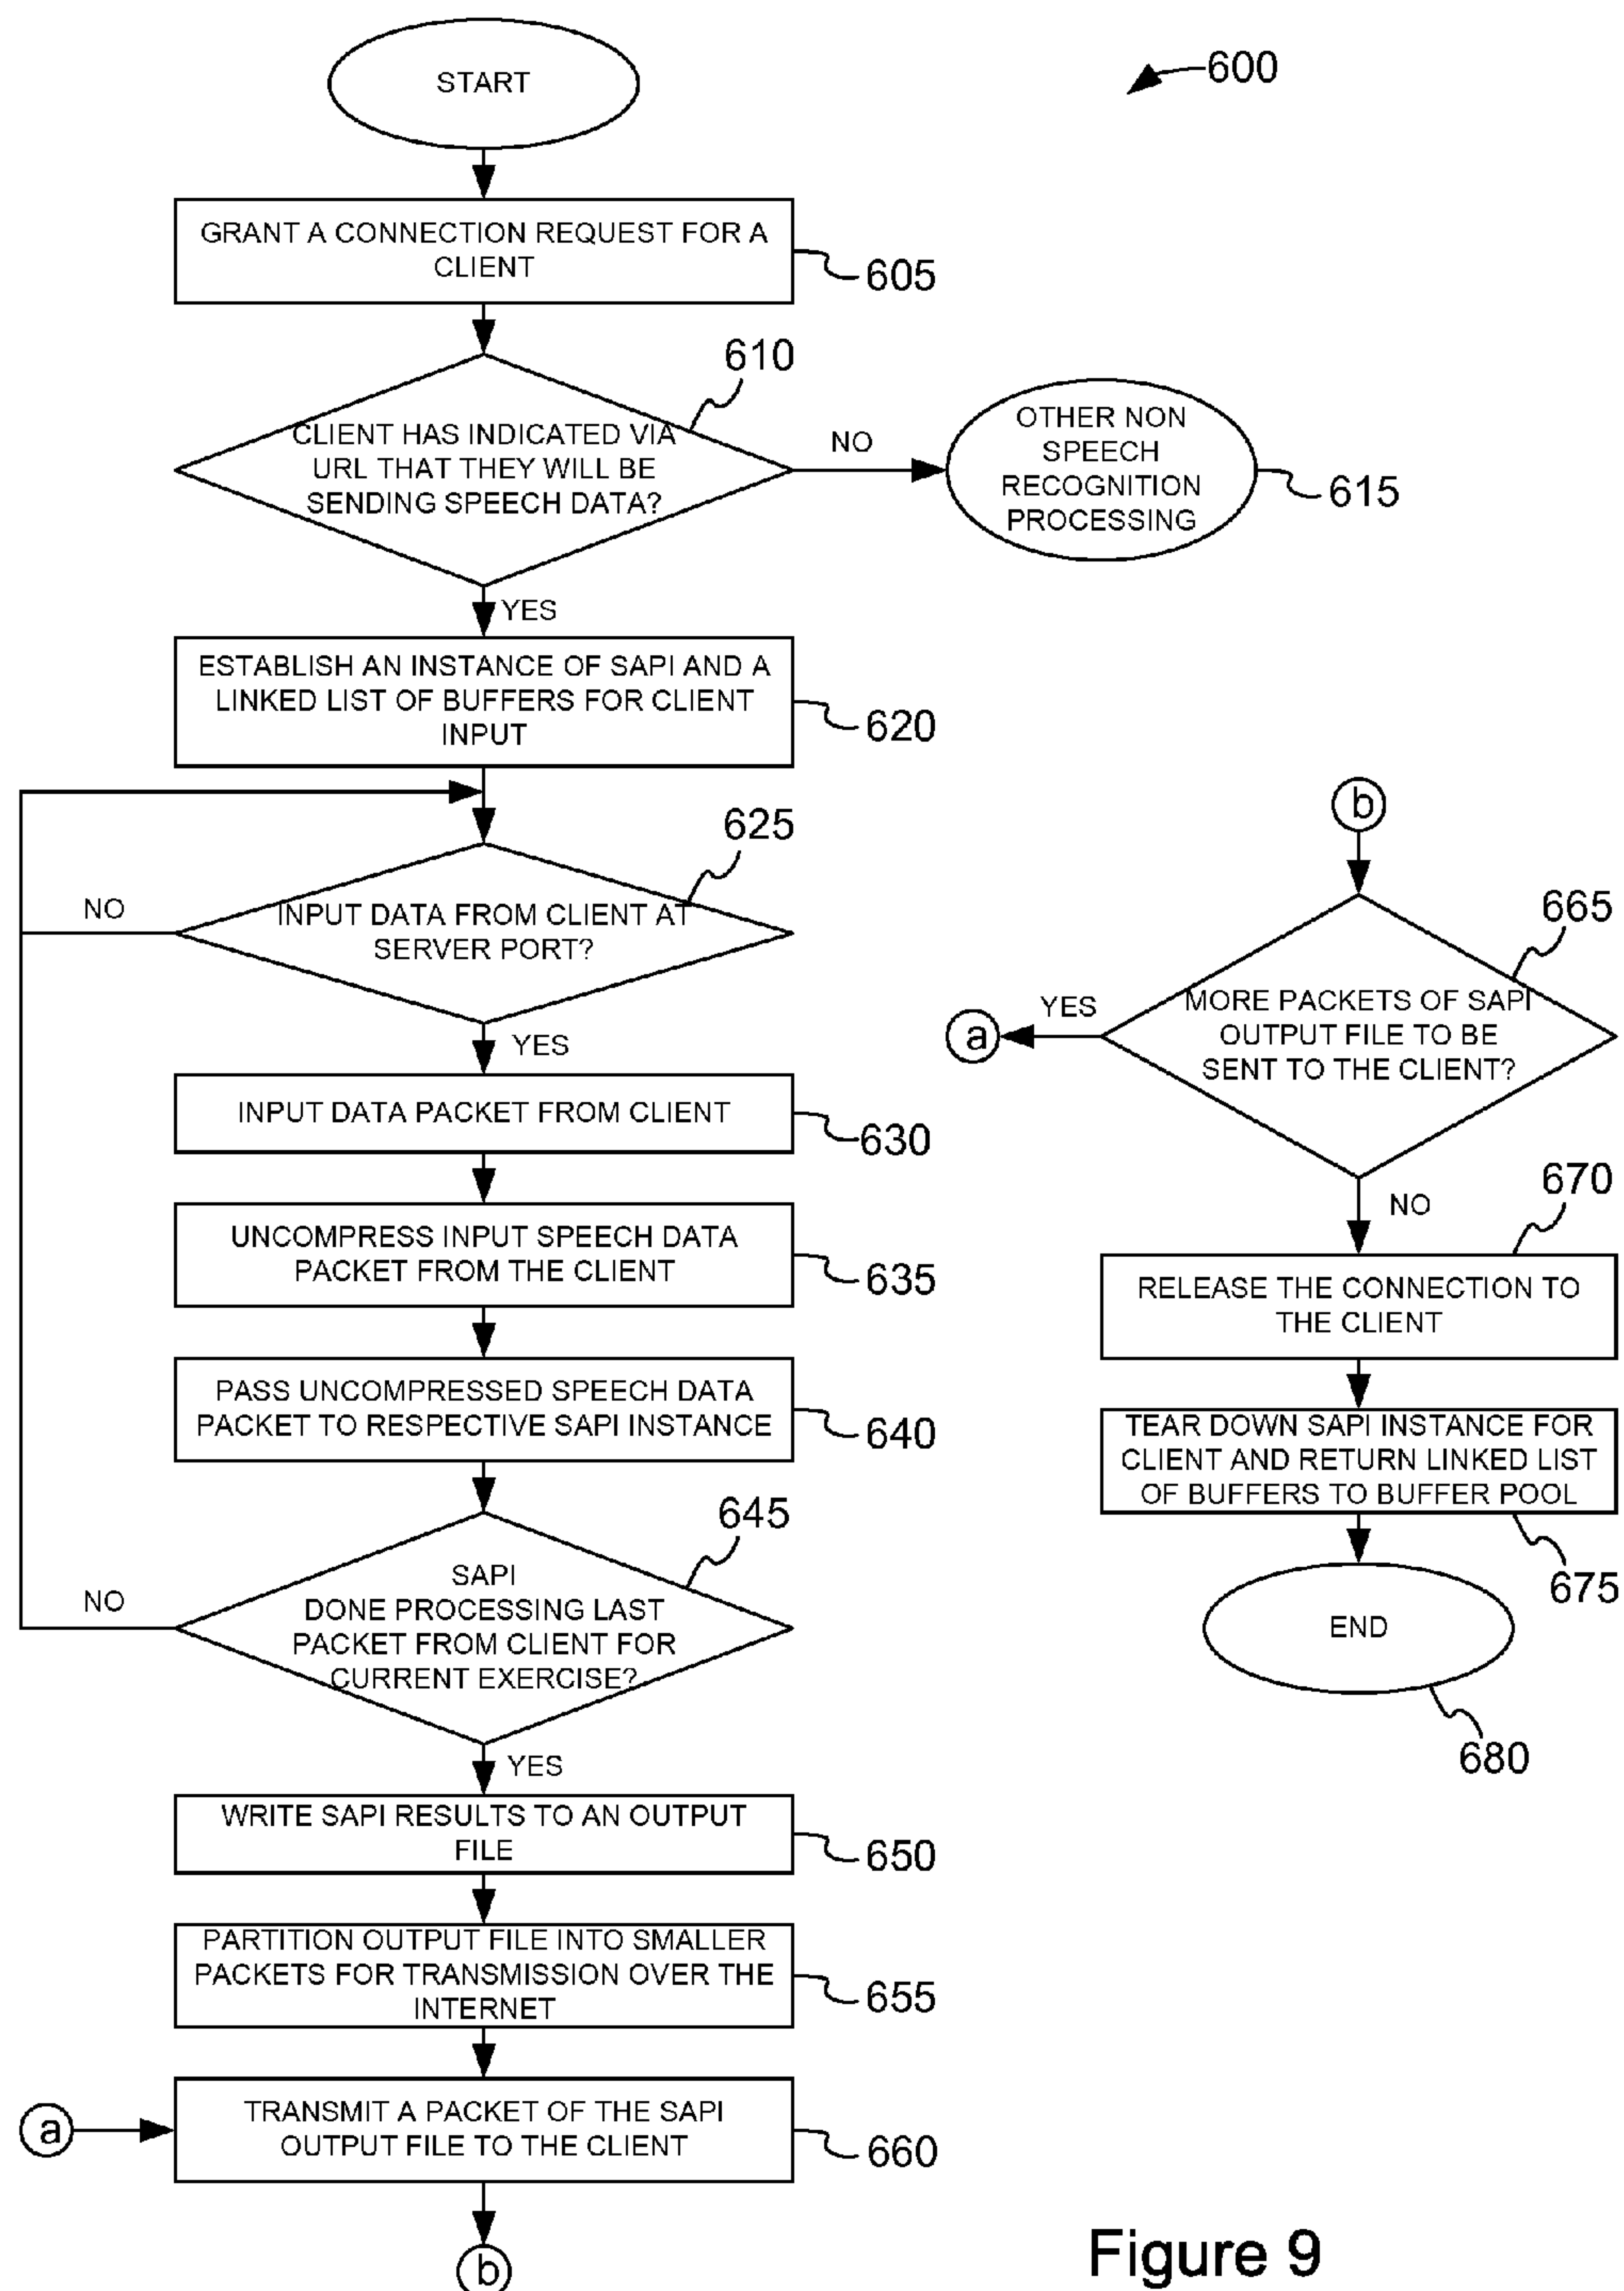 START
600
GRANT A CONNECTION REQUEST FOR A
CLIENT
605
610
CLIENT HAS INDICATED VIA
URL THAT THEY WILL BE
SENDING SPEECH DATA?
NO
OTHER NON
SPEECH
RECOGNITION
PROCESSING
615
YES
ESTABLISH AN INSTANCE OF SAPI AND A
LINKED LIST OF BUFFERS FOR CLIENT
INPUT
620
625
INPUT DATA FROM CLIENT AT
SERVER PORT?
NO
YES
INPUT DATA PACKET FROM CLIENT
630
UNCOMPRESS INPUT SPEECH DATA
PACKET FROM THE CLIENT
635
PASS UNCOMPRESSED SPEECH DATA
PACKET TO RESPECTIVE SAPI INSTANCE
640
645
SAPI
DONE PROCESSING LAST
PACKET FROM CLIENT FOR
CURRENT EXERCISE?
NO
YES
WRITE SAPI RESULTS TO AN OUTPUT
FILE
650
PARTITION OUTPUT FILE INTO SMALLER
PACKETS FOR TRANSMISSION OVER THE
INTERNET
655
a
TRANSMIT A PACKET OF THE SAPI
OUTPUT FILE TO THE CLIENT
660
b
b
665
MORE PACKETS OF SAPI
OUTPUT FILE TO BE
SENT TO THE CLIENT?
YES
a
NO
670
RELEASE THE CONNECTION TO
THE CLIENT
TEAR DOWN SAPI INSTANCE FOR
CLIENT AND RETURN LINKED LIST
OF BUFFERS TO BUFFER POOL
675
END
680
Figure 9